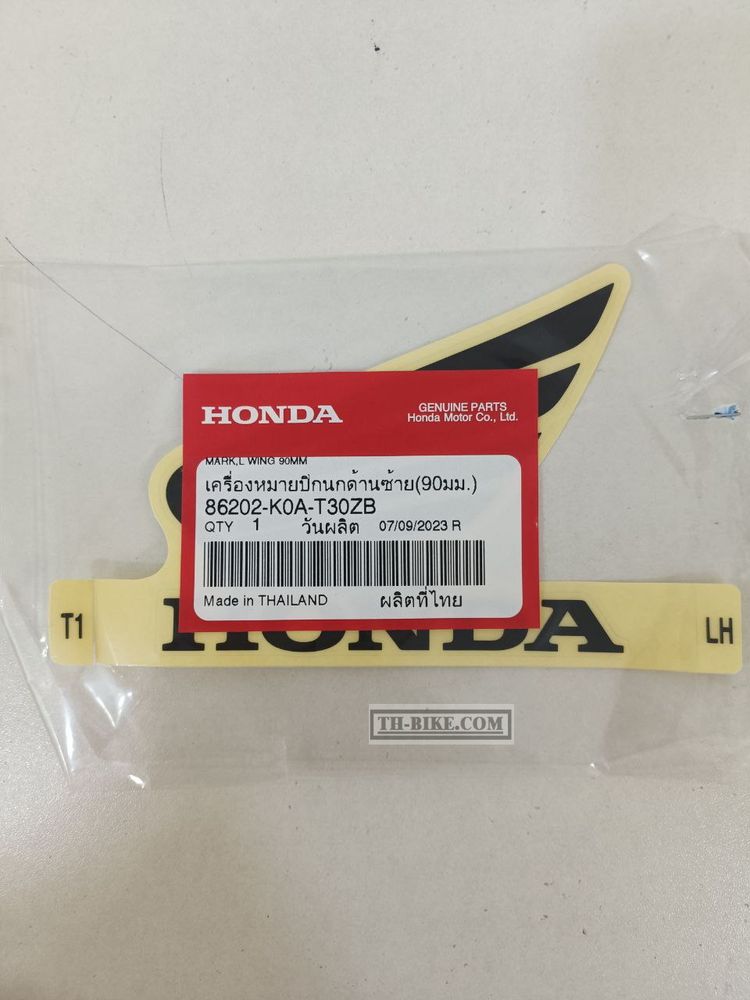 HONDA
GENUINE PARTS
Honda Motor Co., Ltd.
MARK,L WING 90MM
เครื่องหมายปีกนกด้านซ้าย(90มม.)
86202-K0A-T30ZB
QTY 1 วันผลิต 07/09/2023 R
Made in THAILAND ผลิตที่ไทย
T1 HONDA LH
TH-BIKE.COM